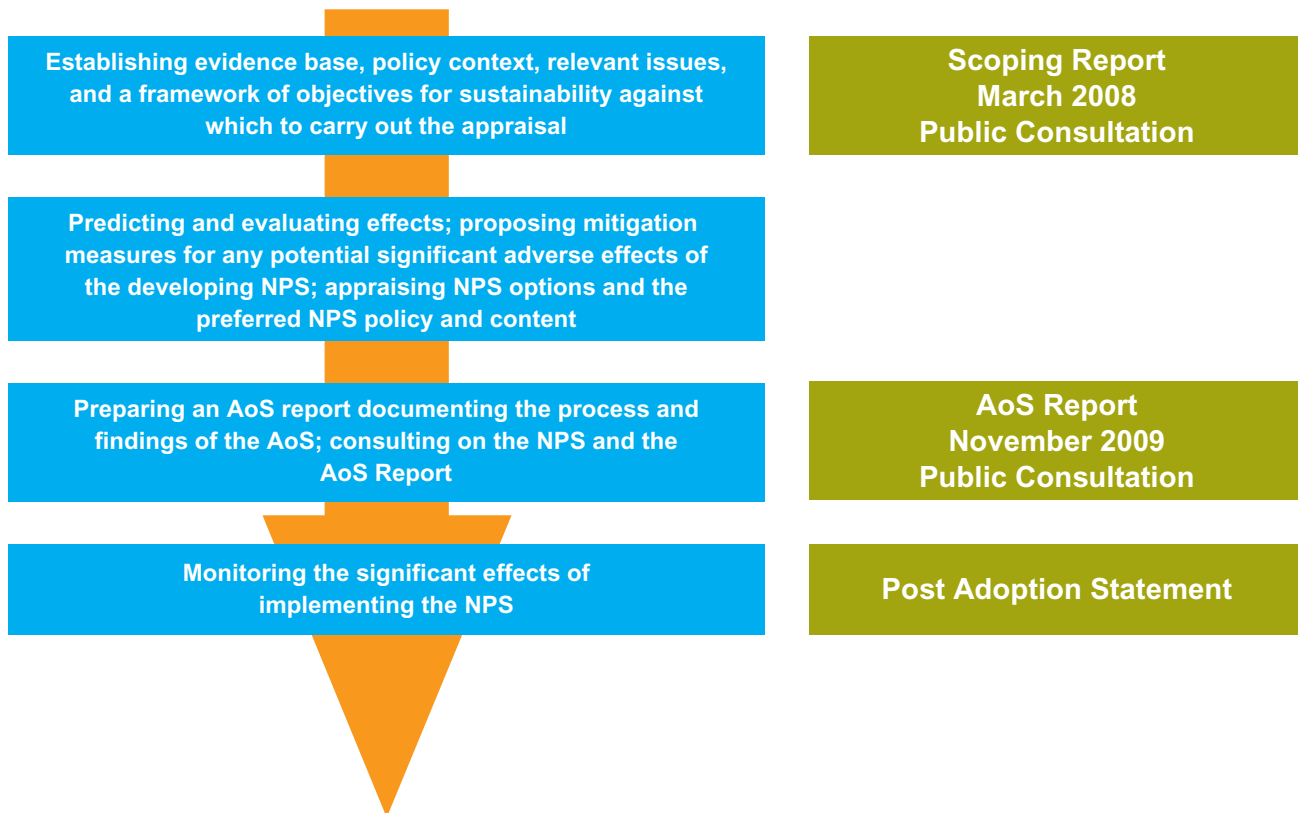 Establishing evidence base, policy context, relevant issues,
and a framework of objectives for sustainability against
which to carry out the appraisal
Scoping Report
March 2008
Public Consultation
Predicting and evaluating effects; proposing mitigation
measures for any potential significant adverse effects of
the developing NPS; appraising NPS options and the
preferred NPS policy and content
Preparing an AoS report documenting the process and
findings of the AoS; consulting on the NPS and the
AoS Report
AoS Report
November 2009
Public Consultation
Monitoring the significant effects of
implementing the NPS
Post Adoption Statement